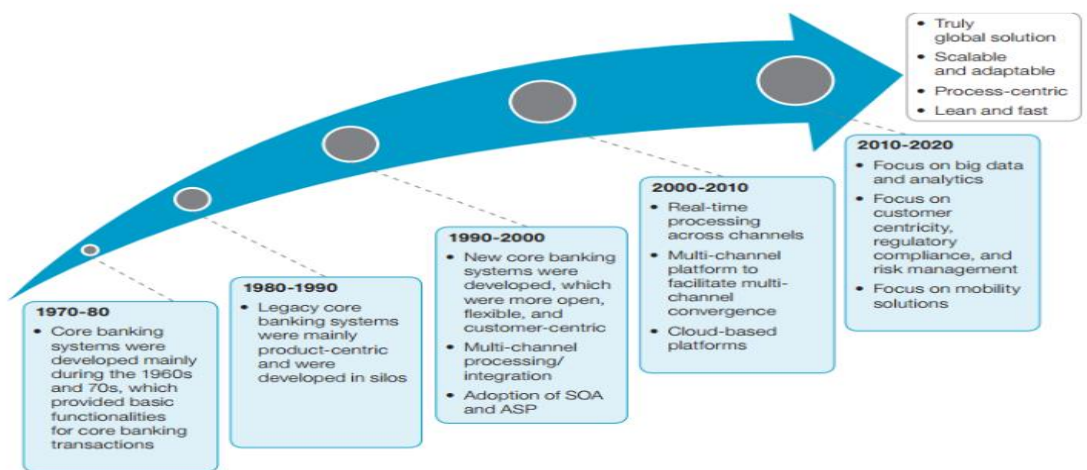 1970-80
• Core banking
systems were
developed mainly
during the 1960s
and 70s, which
provided basic
functionalities
for core banking
transactions
1980-1990
• Legacy core
banking systems
were mainly
product-centric
and were
developed in silos
1990-2000
• New core banking
systems were
developed, which
were more open,
flexible, and
customer-centric
• Multi-channel
processing/
integration
• Adoption of SOA
and ASP
2000-2010
• Real-time
processing
across channels
• Multi-channel
platform to
facilitate multi-
channel
convergence
• Cloud-based
platforms
2010-2020
• Focus on big data
and analytics
• Focus on
customer
centricity,
regulatory
compliance, and
risk management
• Focus on mobility
solutions
• Truly
global solution
• Scalable
and adaptable
• Process-centric
• Lean and fast